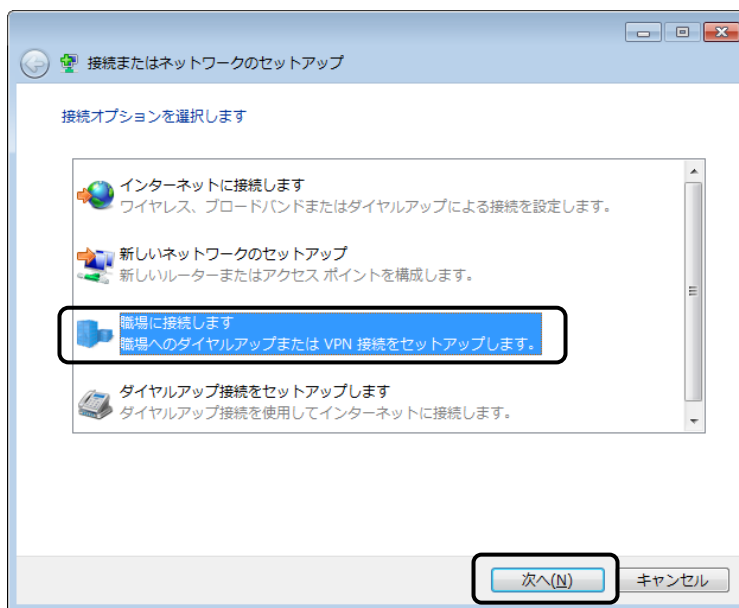 接続またはネットワークのセットアップ
接続オプションを選択します
インターネットに接続します
ワイヤレス、ブロードバンドまたはダイヤルアップによる接続を設定します。
新しいネットワークのセットアップ
新しいルーターまたはアクセス ポイントを構成します。
職場に接続します
職場へのダイヤルアップまたは VPN 接続をセットアップします。
ダイヤルアップ接続をセットアップします
ダイヤルアップ接続を使用してインターネットに接続します。
次へ(N) キャンセル